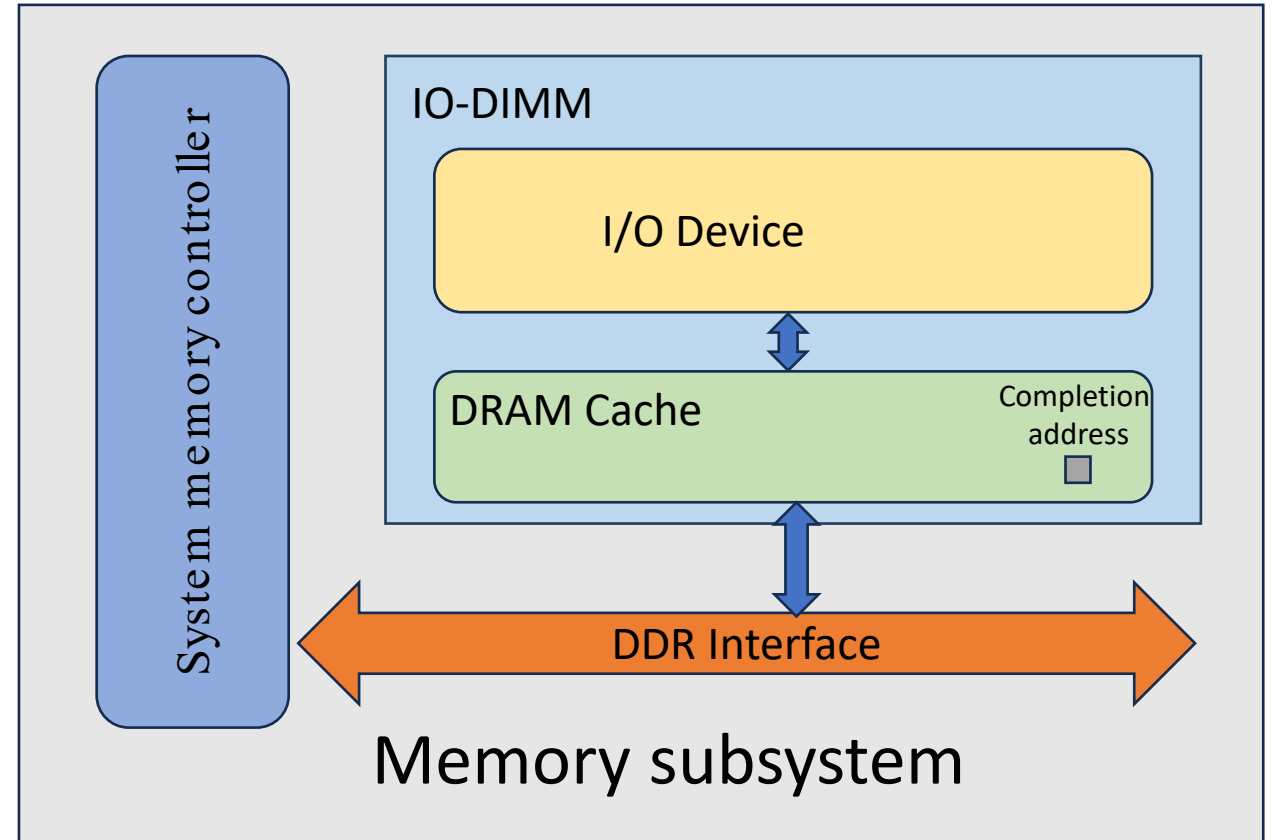 System memory controller
IO-DIMM
I/O Device
DRAM Cache
Completion
address
DDR Interface
Memory subsystem